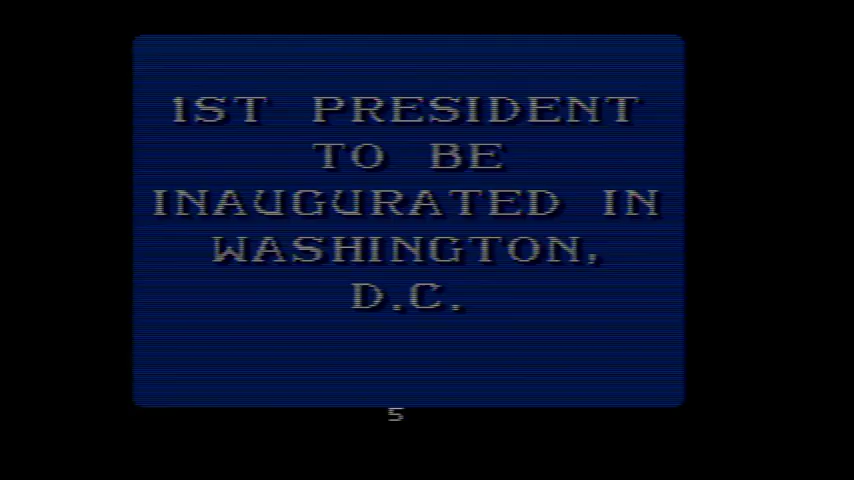 1ST PRESIDENT
TO BE
INAUGURATED IN
WASHINGTON,
D.C.
5